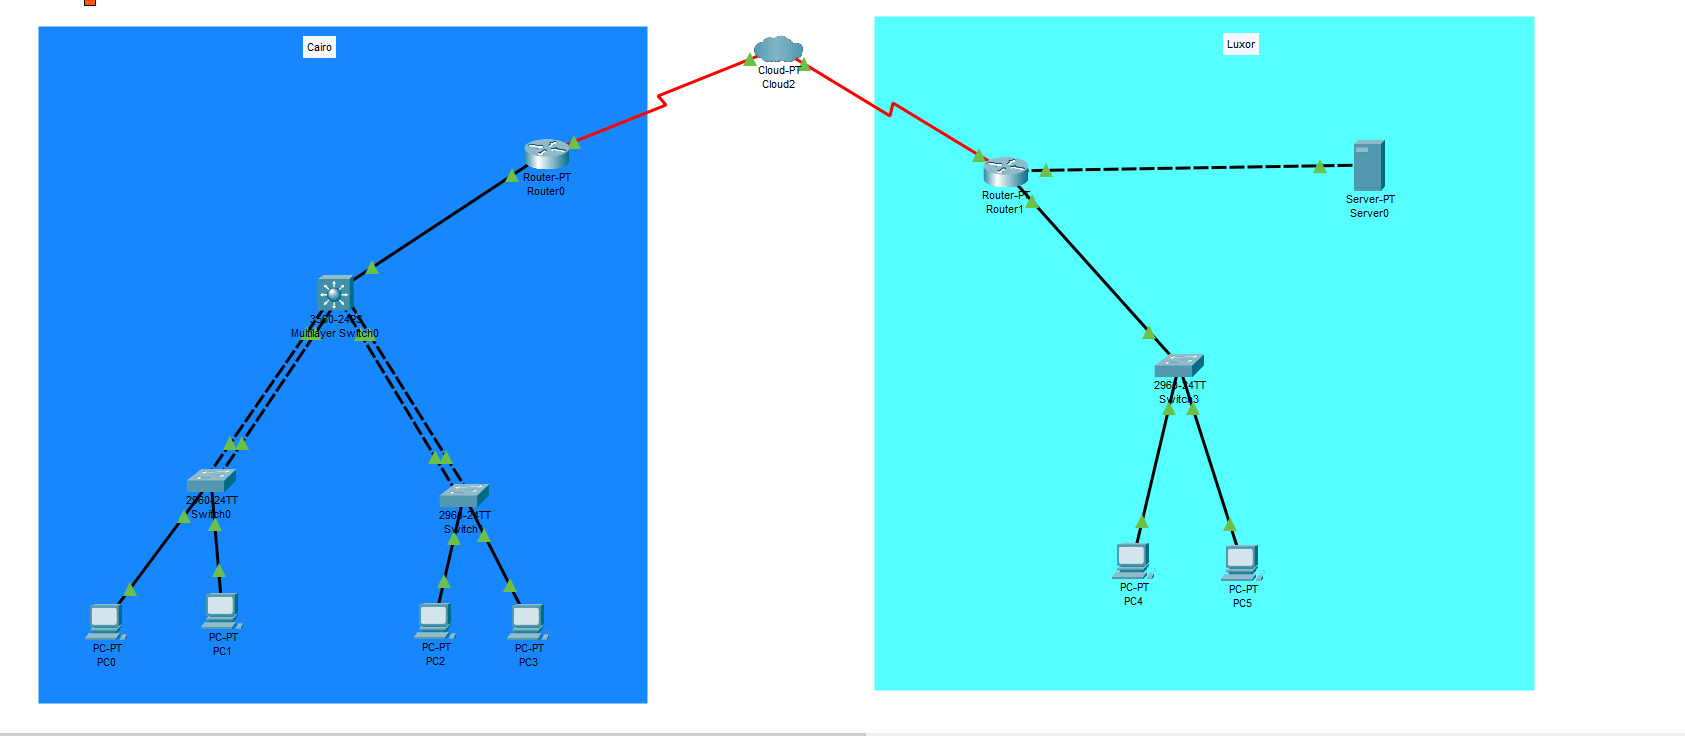 Cairo
Luxor
Cloud-PT
Cloud2
Router-PT
Router0
Router-PT
Router1
Server-PT
Server0
3560-24PS
Multilayer Switch0
2960-24TT
Switch3
2960-24TT
Switch0
2960-24TT
PC-PT
PC4
PC-PT
PC5
PC-PT
PC0
PC-PT
PC1
PC-PT
PC2
PC-PT
PC3